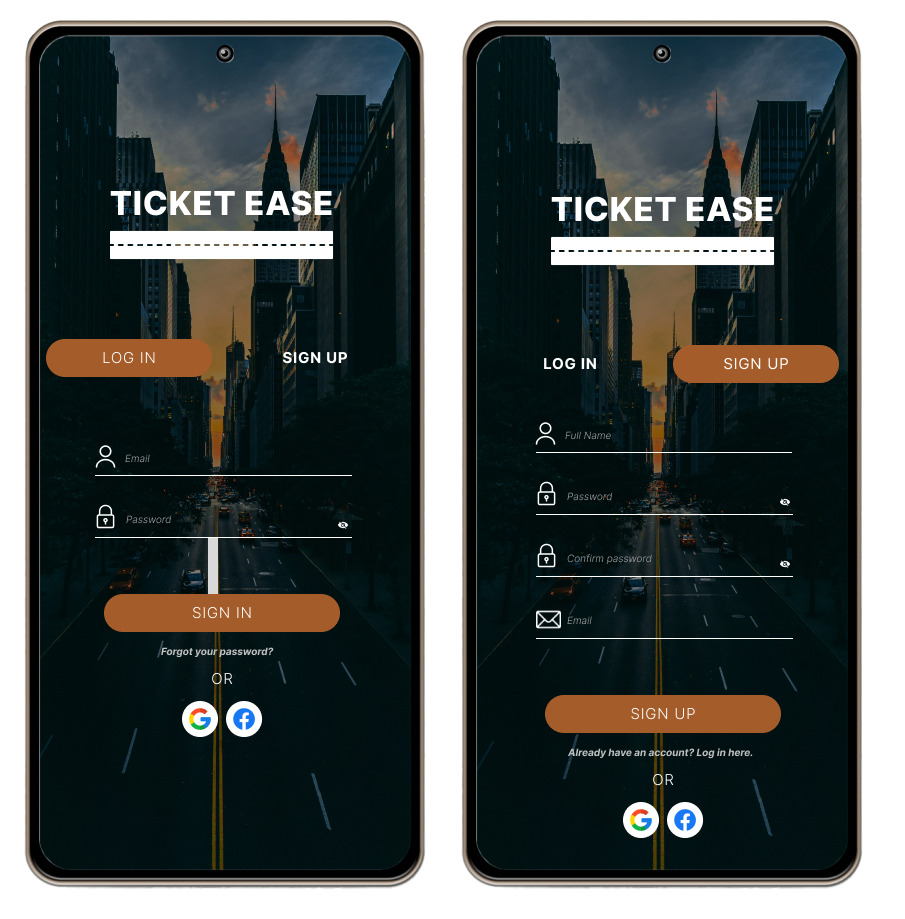 TICKET EASE
LOG IN
SIGN UP
Email
Password
SIGN IN
Forgot your password?
OR
TICKET EASE
LOG IN
SIGN UP
Full Name
Password
Confirm password
Email
SIGN UP
Already have an account? Log in here.
OR